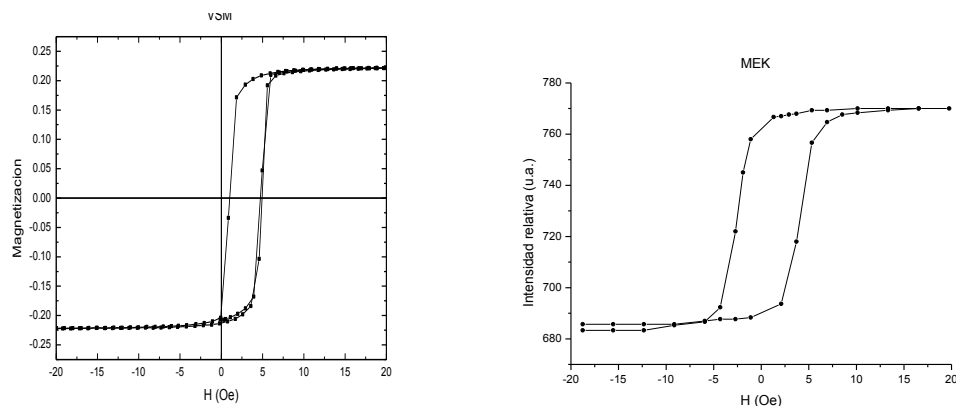 VSM
0.25
0.20
0.15
0.10
0.05
0.00
-0.05
-0.10
-0.15
-0.20
-0.25
Magnetizacion
-20 -15 -10 -5 0 5 10 15 20
H (Oe)
MEK
780
760
740
720
700
680
Intensidad relativa (u.a.)
-20 -15 -10 -5 0 5 10 15 20
H (Oe)